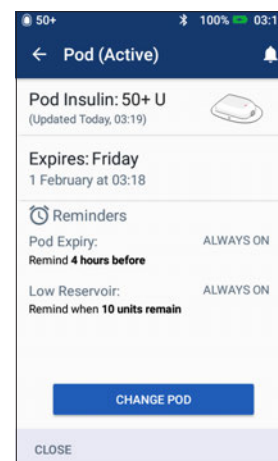 50+ 100% 03:1
Pod (Active)
Pod Insulin: 50+ U
(Updated Today, 03:19)
Expires: Friday
1 February at 03:18
Reminders
Pod Expiry: ALWAYS ON
Remind 4 hours before
Low Reservoir: ALWAYS ON
Remind when 10 units remain
CHANGE POD
CLOSE